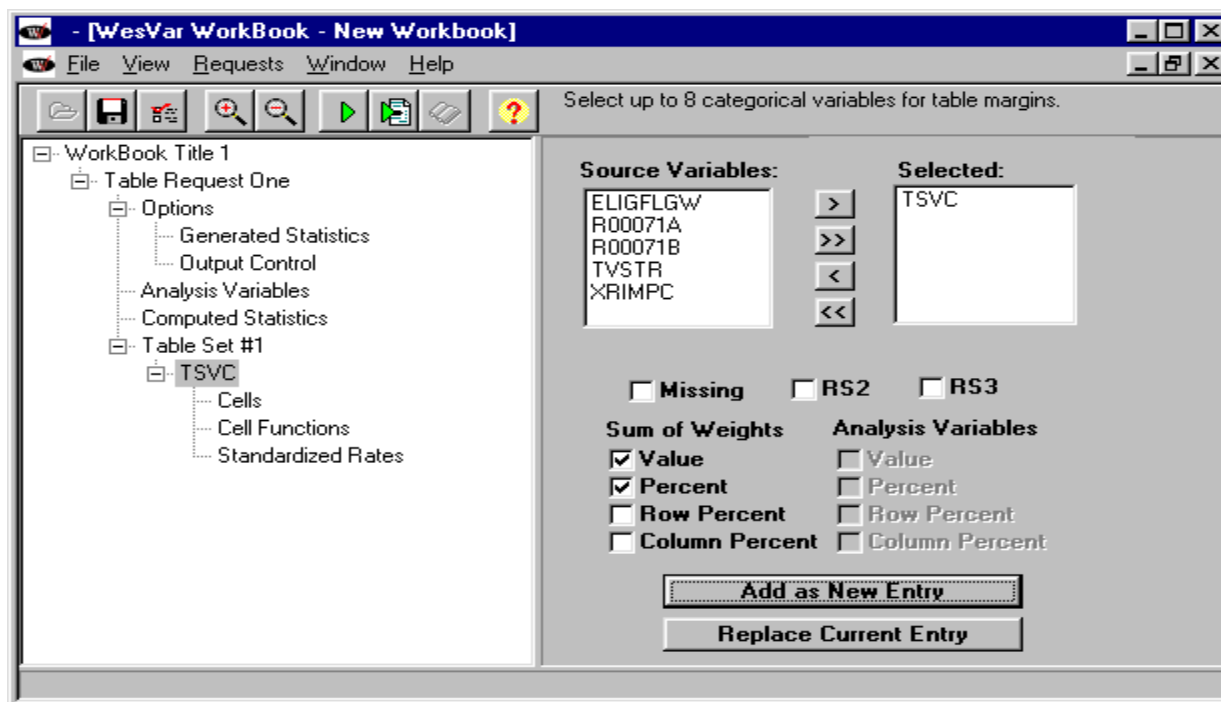 - [WesVar WorkBook - New Workbook]
File View Requests Window Help
Select up to 8 categorical variables for table margins.
WorkBook Title 1
Table Request One
Options
Generated Statistics
Output Control
Analysis Variables
Computed Statistics
Table Set #1
TSVC
Cells
Cell Functions
Standardized Rates
Source Variables:
ELIGFLGW
R00071A
R00071B
TVSTR
XRIMPC
>
>>
<
<<
Selected:
TSVC
Missing RS2 RS3
Sum of Weights
Value
Percent
Row Percent
Column Percent
Analysis Variables
Value
Percent
Row Percent
Column Percent
Add as New Entry
Replace Current Entry